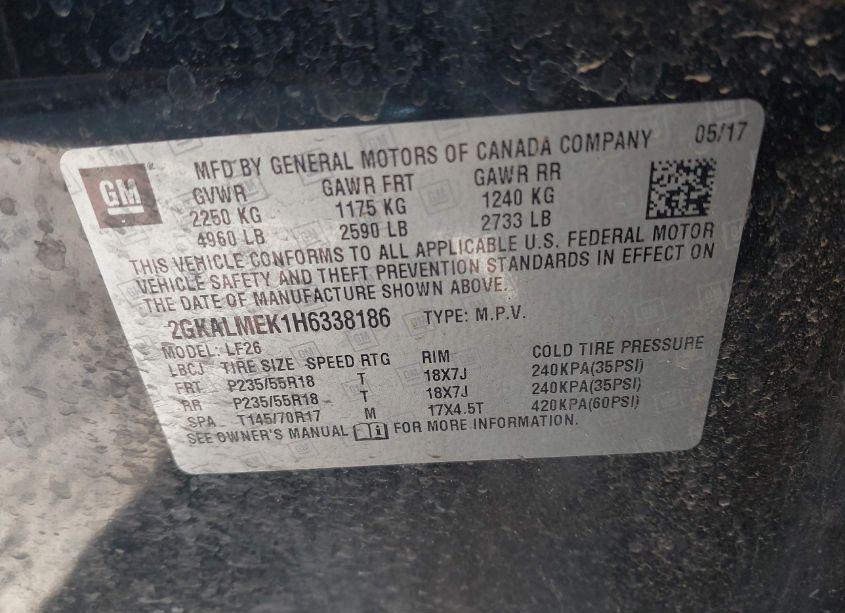 GM
MFD BY GENERAL MOTORS OF CANADA COMPANY 05/17
GVWR GAWR FRT GAWR RR
2250 KG 1175 KG 1240 KG
4960 LB 2590 LB 2733 LB
THIS VEHICLE CONFORMS TO ALL APPLICABLE U.S. FEDERAL MOTOR
VEHICLE SAFETY AND THEFT PREVENTION STANDARDS IN EFFECT ON
THE DATE OF MANUFACTURE SHOWN ABOVE.
2GKALMEK1H6338186 TYPE: M.P.V.
MODEL: LF26
LBCJ TIRE SIZE SPEED RTG RIM COLD TIRE PRESSURE
FRT P235/55R18 T 18X7J 240KPA(35PSI)
RR P235/55R18 T 18X7J 240KPA(35PSI)
SPA T145/70R17 M 17X4.5T 420KPA(60PSI)
SEE OWNER'S MANUAL FOR MORE INFORMATION.